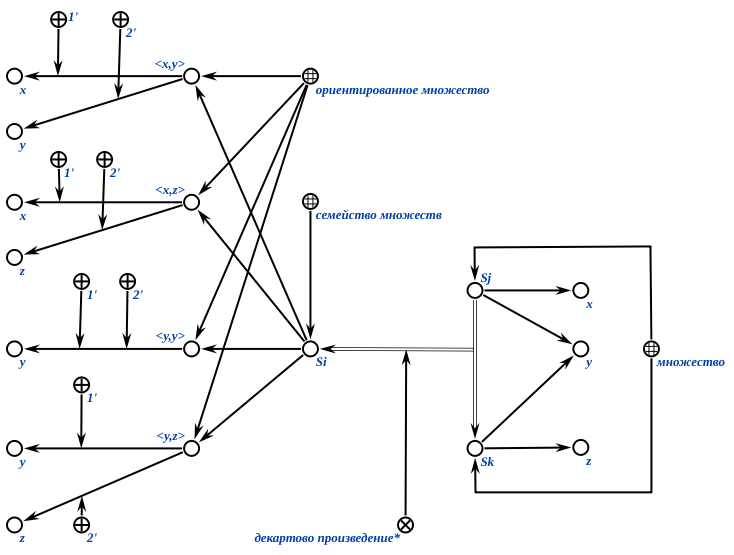 1'
2'
<x,y>
x
ориентированное множество
y
1'
2'
<x,z>
x
семейство множеств
z
Sj
1'
2'
x
<y,y>
y
Si
y
множество
1'
<y,z>
y
Sk
z
z
2'
декартово произведение*